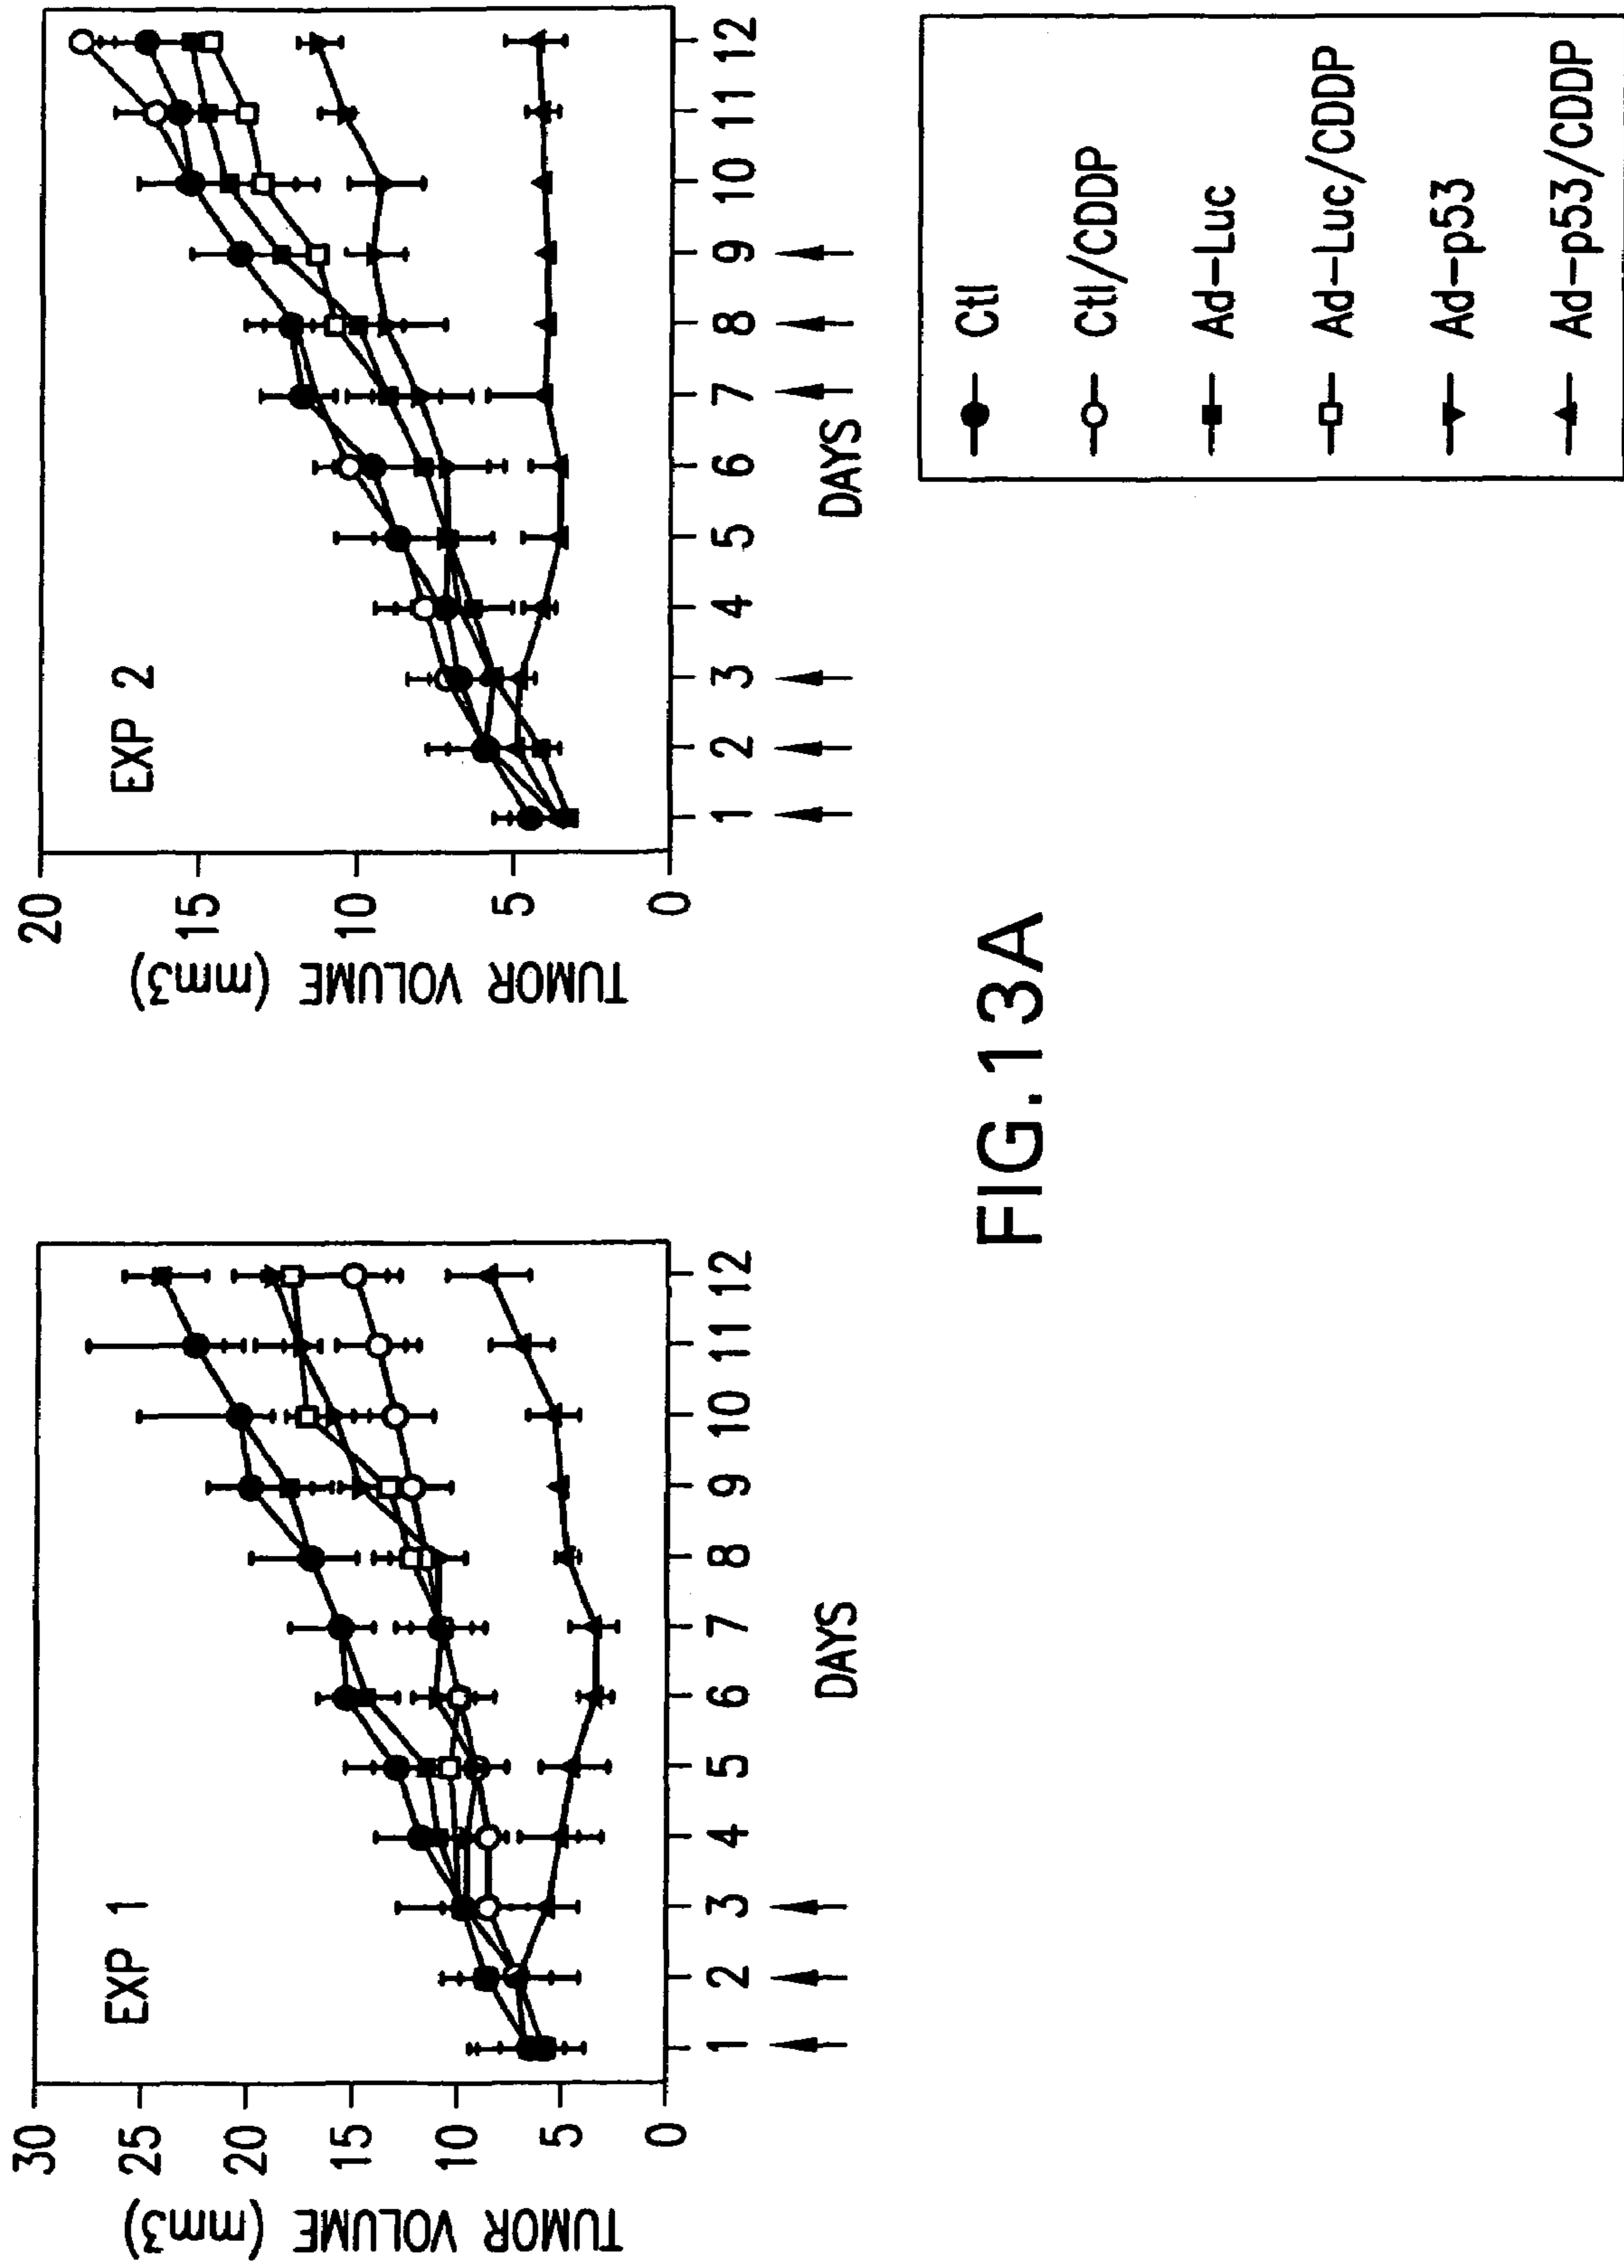 EXP 1
TUMOR VOLUME (mm3)
30
25
20
15
10
5
0
1 2 3 4 5 6 7 8 9 10 11 12
DAYS
EXP 2
TUMOR VOLUME (mm3)
20
15
10
5
0
1 2 3 4 5 6 7 8 9 10 11 12
DAYS
Ctl
Ctl/CDDP
Ad-Luc
Ad-Luc/CDDP
Ad-p53
Ad-p53/CDDP
FIG.13A